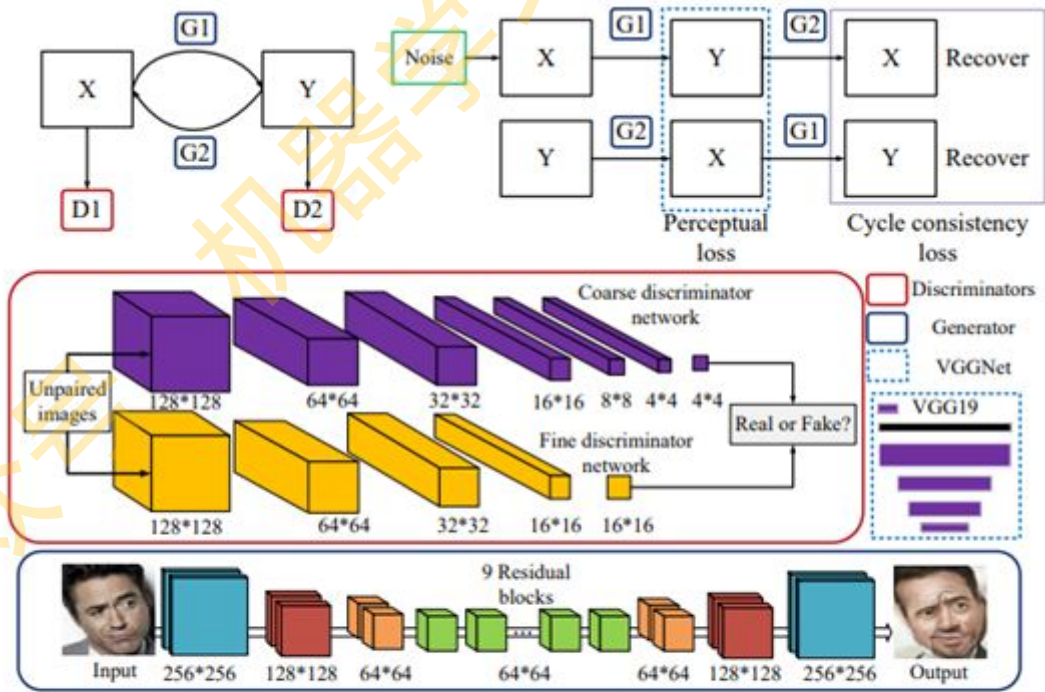 G1
X
Y
G2
D1
D2
Noise
X
G1
Y
G2
X
Recover
Y
G2
X
G1
Y
Recover
Perceptual
loss
Cycle consistency
loss
Unpaired
images
Coarse discriminator
network
128*128
64*64
32*32
16*16
8*8
4*4
4*4
Fine discriminator
network
128*128
64*64
32*32
16*16
16*16
Real or Fake?
Discriminators
Generator
VGGNet
VGG19
9 Residual
blocks
Input
256*256
128*128
64*64
...
64*64
64*64
128*128
256*256
Output
机器学